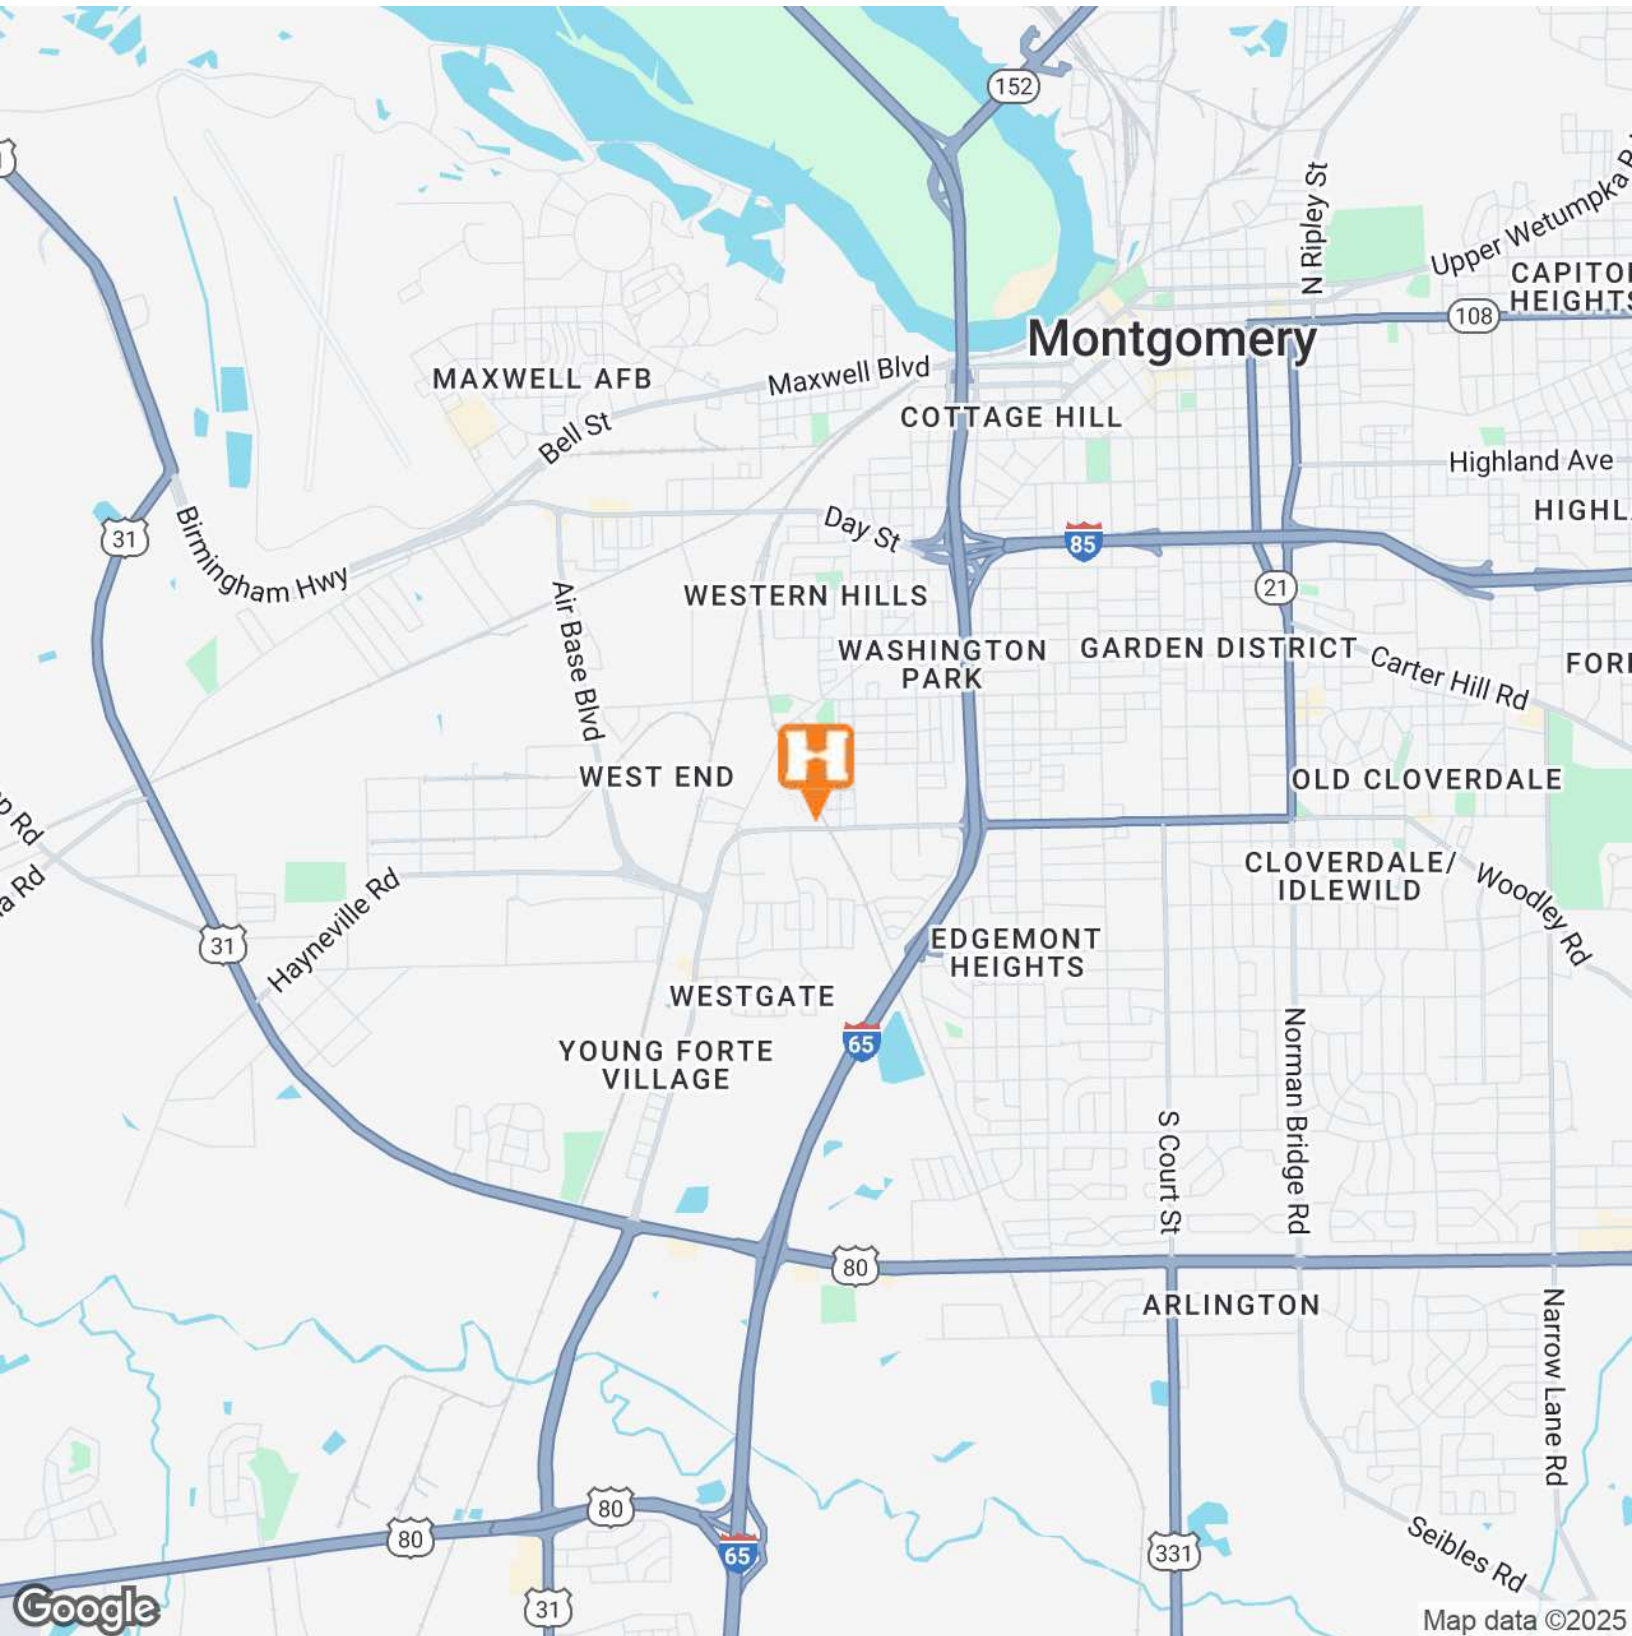 152
N Ripley St
Upper Wetumpka R
CAPITOL
HEIGHTS
108
Montgomery
MAXWELL AFB
Maxwell Blvd
Bell St
COTTAGE HILL
Highland Ave
HIGHL
31
Birmingham Hwy
Day St
85
21
WESTERN HILLS
Air Base Blvd
WASHINGTON
PARK
GARDEN DISTRICT
Carter Hill Rd
FOR
H
WEST END
OLD CLOVERDALE
p Rd
a Rd
CLOVERDALE/
IDLEWILD
Woodley Rd
Hayneville Rd
31
EDGEMONT
HEIGHTS
WESTGATE
65
YOUNG FORTE
VILLAGE
Norman Bridge Rd
S Court St
80
ARLINGTON
Narrow Lane Rd
80
80
65
331
Seibles Rd
31
Google
Map data ©2025